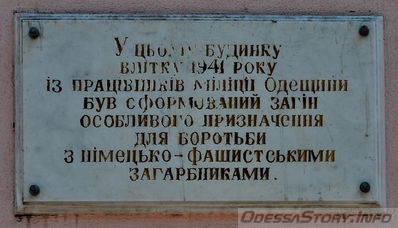 У цьому будинку
влітку 1941 року
із працівників міліції Одещини
був сформований загін
особливого призначення
для боротьби
з німецько-фашистськими
загарбниками.
OdessaStory.Info